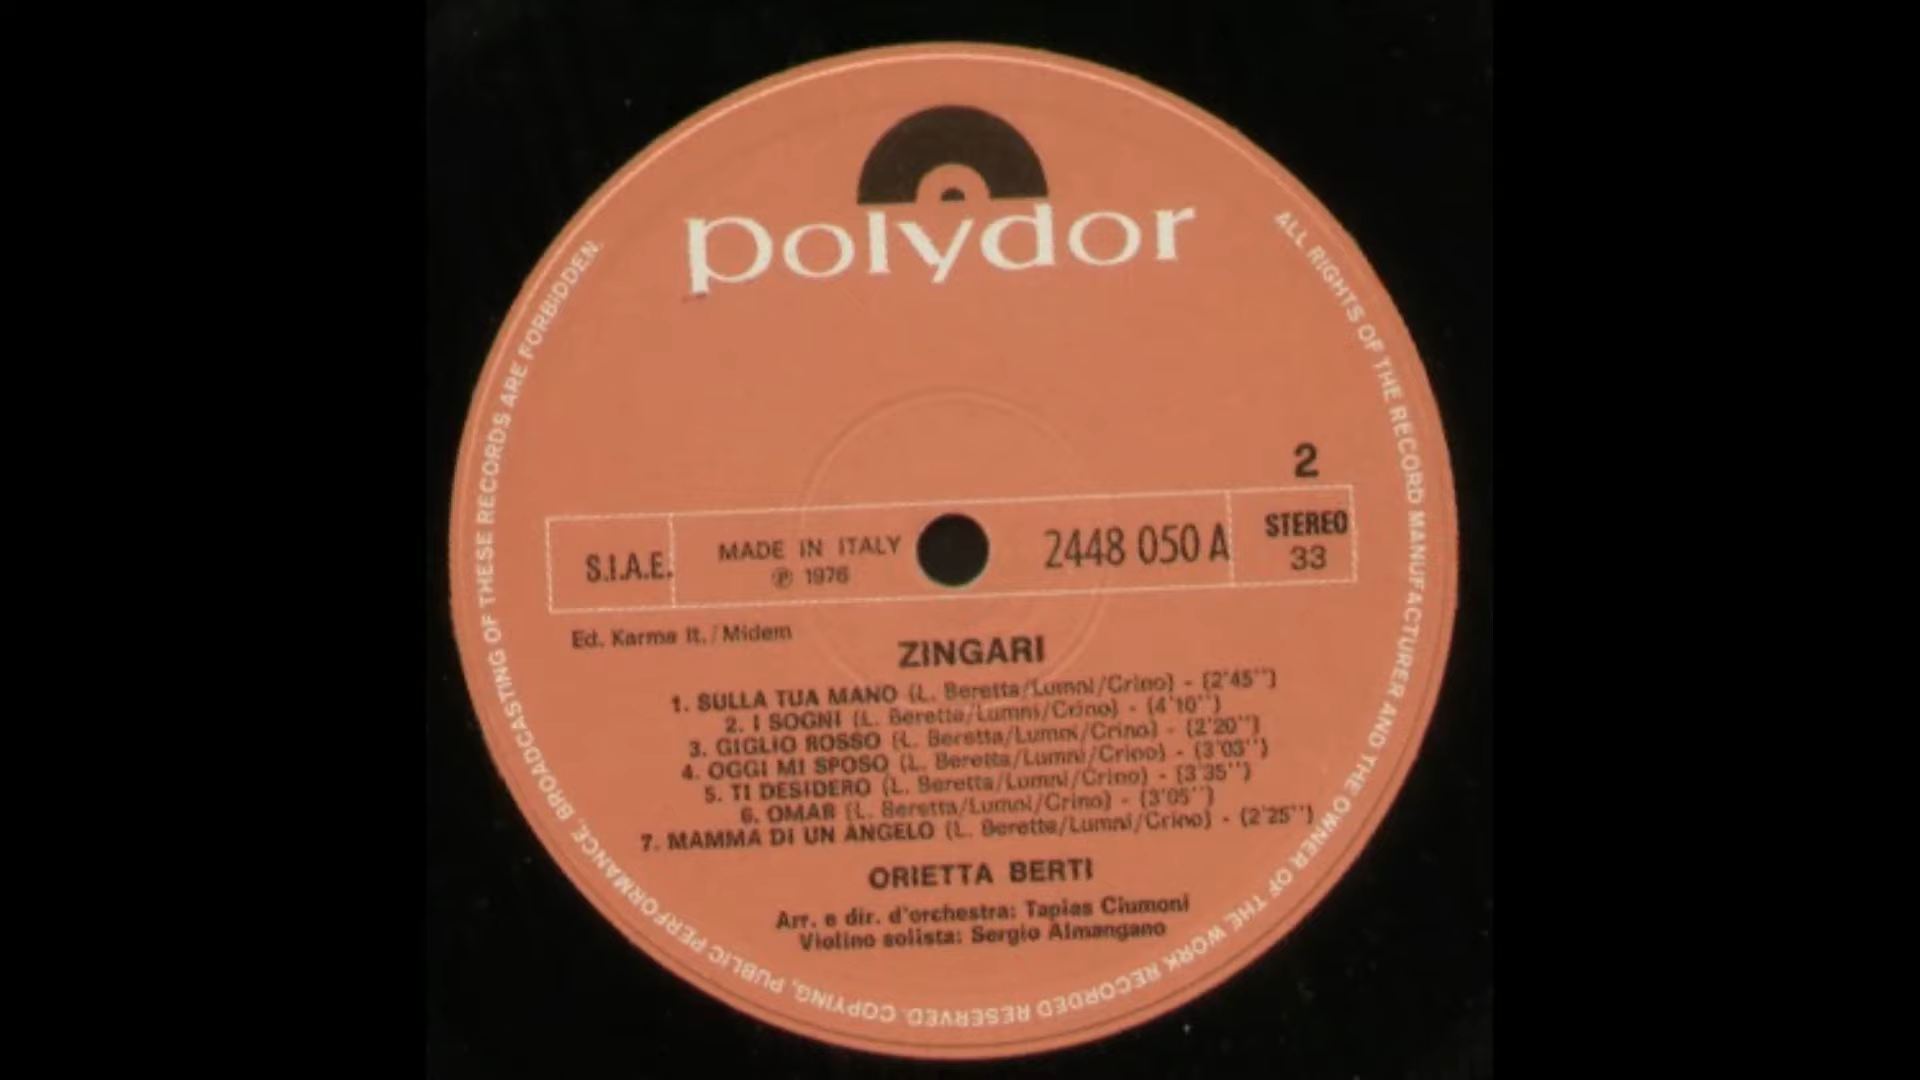 polydor
ALL RIGHTS OF THE RECORD MANUFACTURER AND THE OWNER OF THE WORK RECORDED RESERVED. COPYING, PUBLIC PERFORMANCE, BROADCASTING OF THESE RECORDS ARE FORBIDDEN.
2
S.I.A.E. MADE IN ITALY 2448 050 A STEREO
℗ 1976 33
Ed. Karma It./Midem
ZINGARI
1. SULLA TUA MANO (L. Beretta/Lumni/Crino) - (2'45'')
2. I SOGNI (L. Beretta/Lumni/Crino) - (4'10'')
3. GIGLIO ROSSO (L. Beretta/Lumni/Crino) - (2'20'')
4. OGGI MI SPOSO (L. Beretta/Lumni/Crino) - (3'03'')
5. TI DESIDERO (L. Beretta/Lumni/Crino) - (3'35'')
6. OMAR (L. Beretta/Lumni/Crino) - (3'05'')
7. MAMMA DI UN ANGELO (L. Beretta/Lumni/Crino) - (2'25'')
ORIETTA BERTI
Arr. e dir. d'orchestra: Tapias Ciumoni
Violino solista: Sergio Almangano